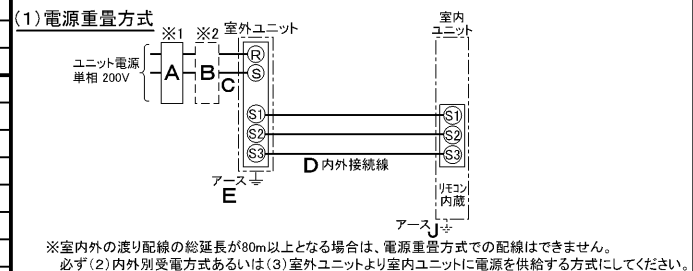 (1)電源重畳方式
※1
※2
室外ユニット
室内
ユニット
ユニット電源
単相 200V
A
B
C
R
S
S1
S2
S3
S1
S2
S3
D 内外接続線
アース
E
リモコン
内蔵
アース J
※室内外の渡り配線の総延長が80m以上となる場合は、電源重畳方式での配線はできません。
必ず(2)内外別受電方式あるいは(3)室外ユニットより室内ユニットに電源を供給する方式にしてください。